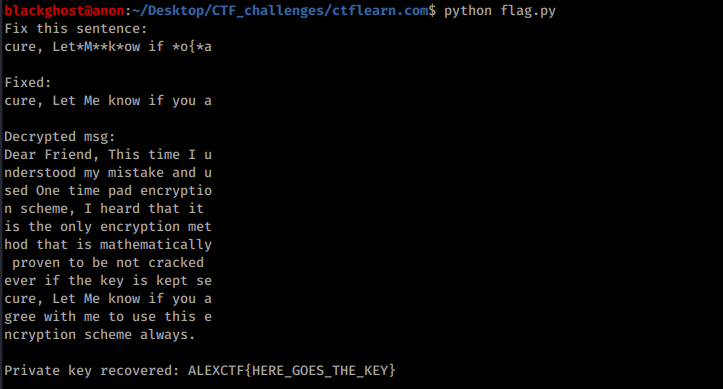 blackghost@anon:~/Desktop/CTF_challenges/ctflearn.com$ python flag.py
Fix this sentence:
cure, Let*M**k*ow if *o{*a
Fixed:
cure, Let Me know if you a
Decrypted msg:
Dear Friend, This time I u
nderstood my mistake and u
sed One time pad encryptio
n scheme, I heard that it
is the only encryption met
hod that is mathematically
 proven to be not cracked
ever if the key is kept se
cure, Let Me know if you a
gree with me to use this e
ncryption scheme always.
Private key recovered: ALEXCTF{HERE_GOES_THE_KEY}